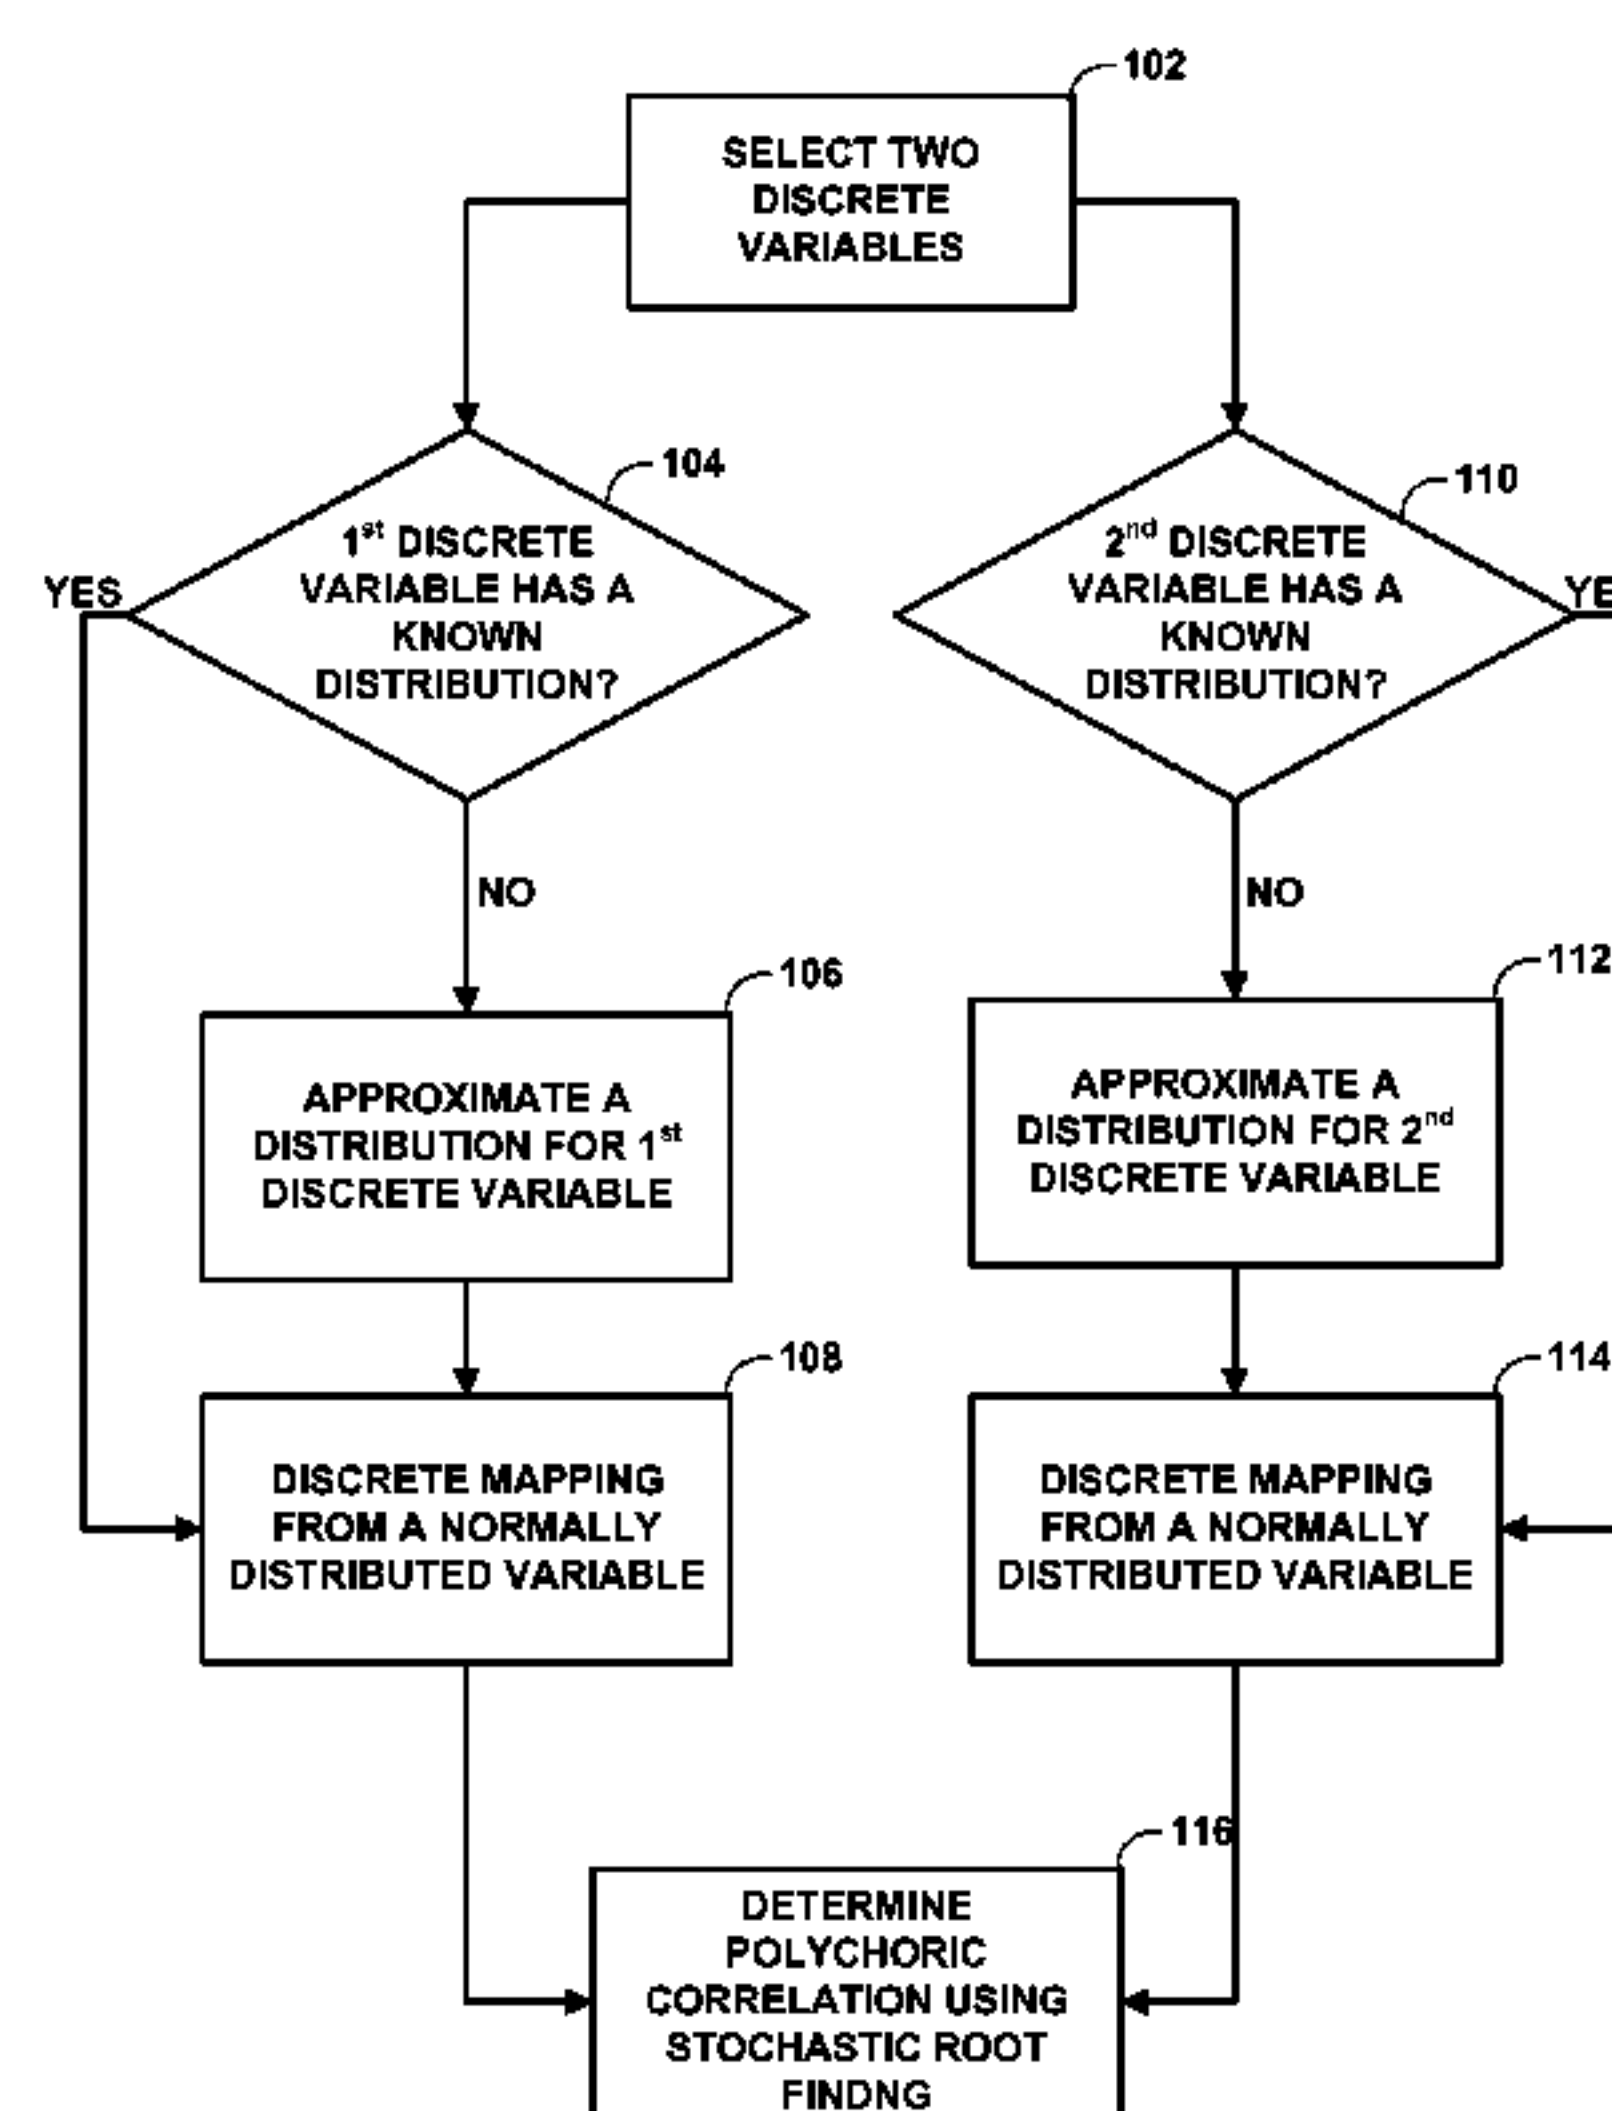 102
SELECT TWO
DISCRETE
VARIABLES
104
1st DISCRETE
VARIABLE HAS A
KNOWN
DISTRIBUTION?
YES
NO
110
2nd DISCRETE
VARIABLE HAS A
KNOWN
DISTRIBUTION?
YE
NO
106
APPROXIMATE A
DISTRIBUTION FOR 1st
DISCRETE VARIABLE
112
APPROXIMATE A
DISTRIBUTION FOR 2nd
DISCRETE VARIABLE
108
DISCRETE MAPPING
FROM A NORMALLY
DISTRIBUTED VARIABLE
114
DISCRETE MAPPING
FROM A NORMALLY
DISTRIBUTED VARIABLE
116
DETERMINE
POLYCHORIC
CORRELATION USING
STOCHASTIC ROOT
FINDNG